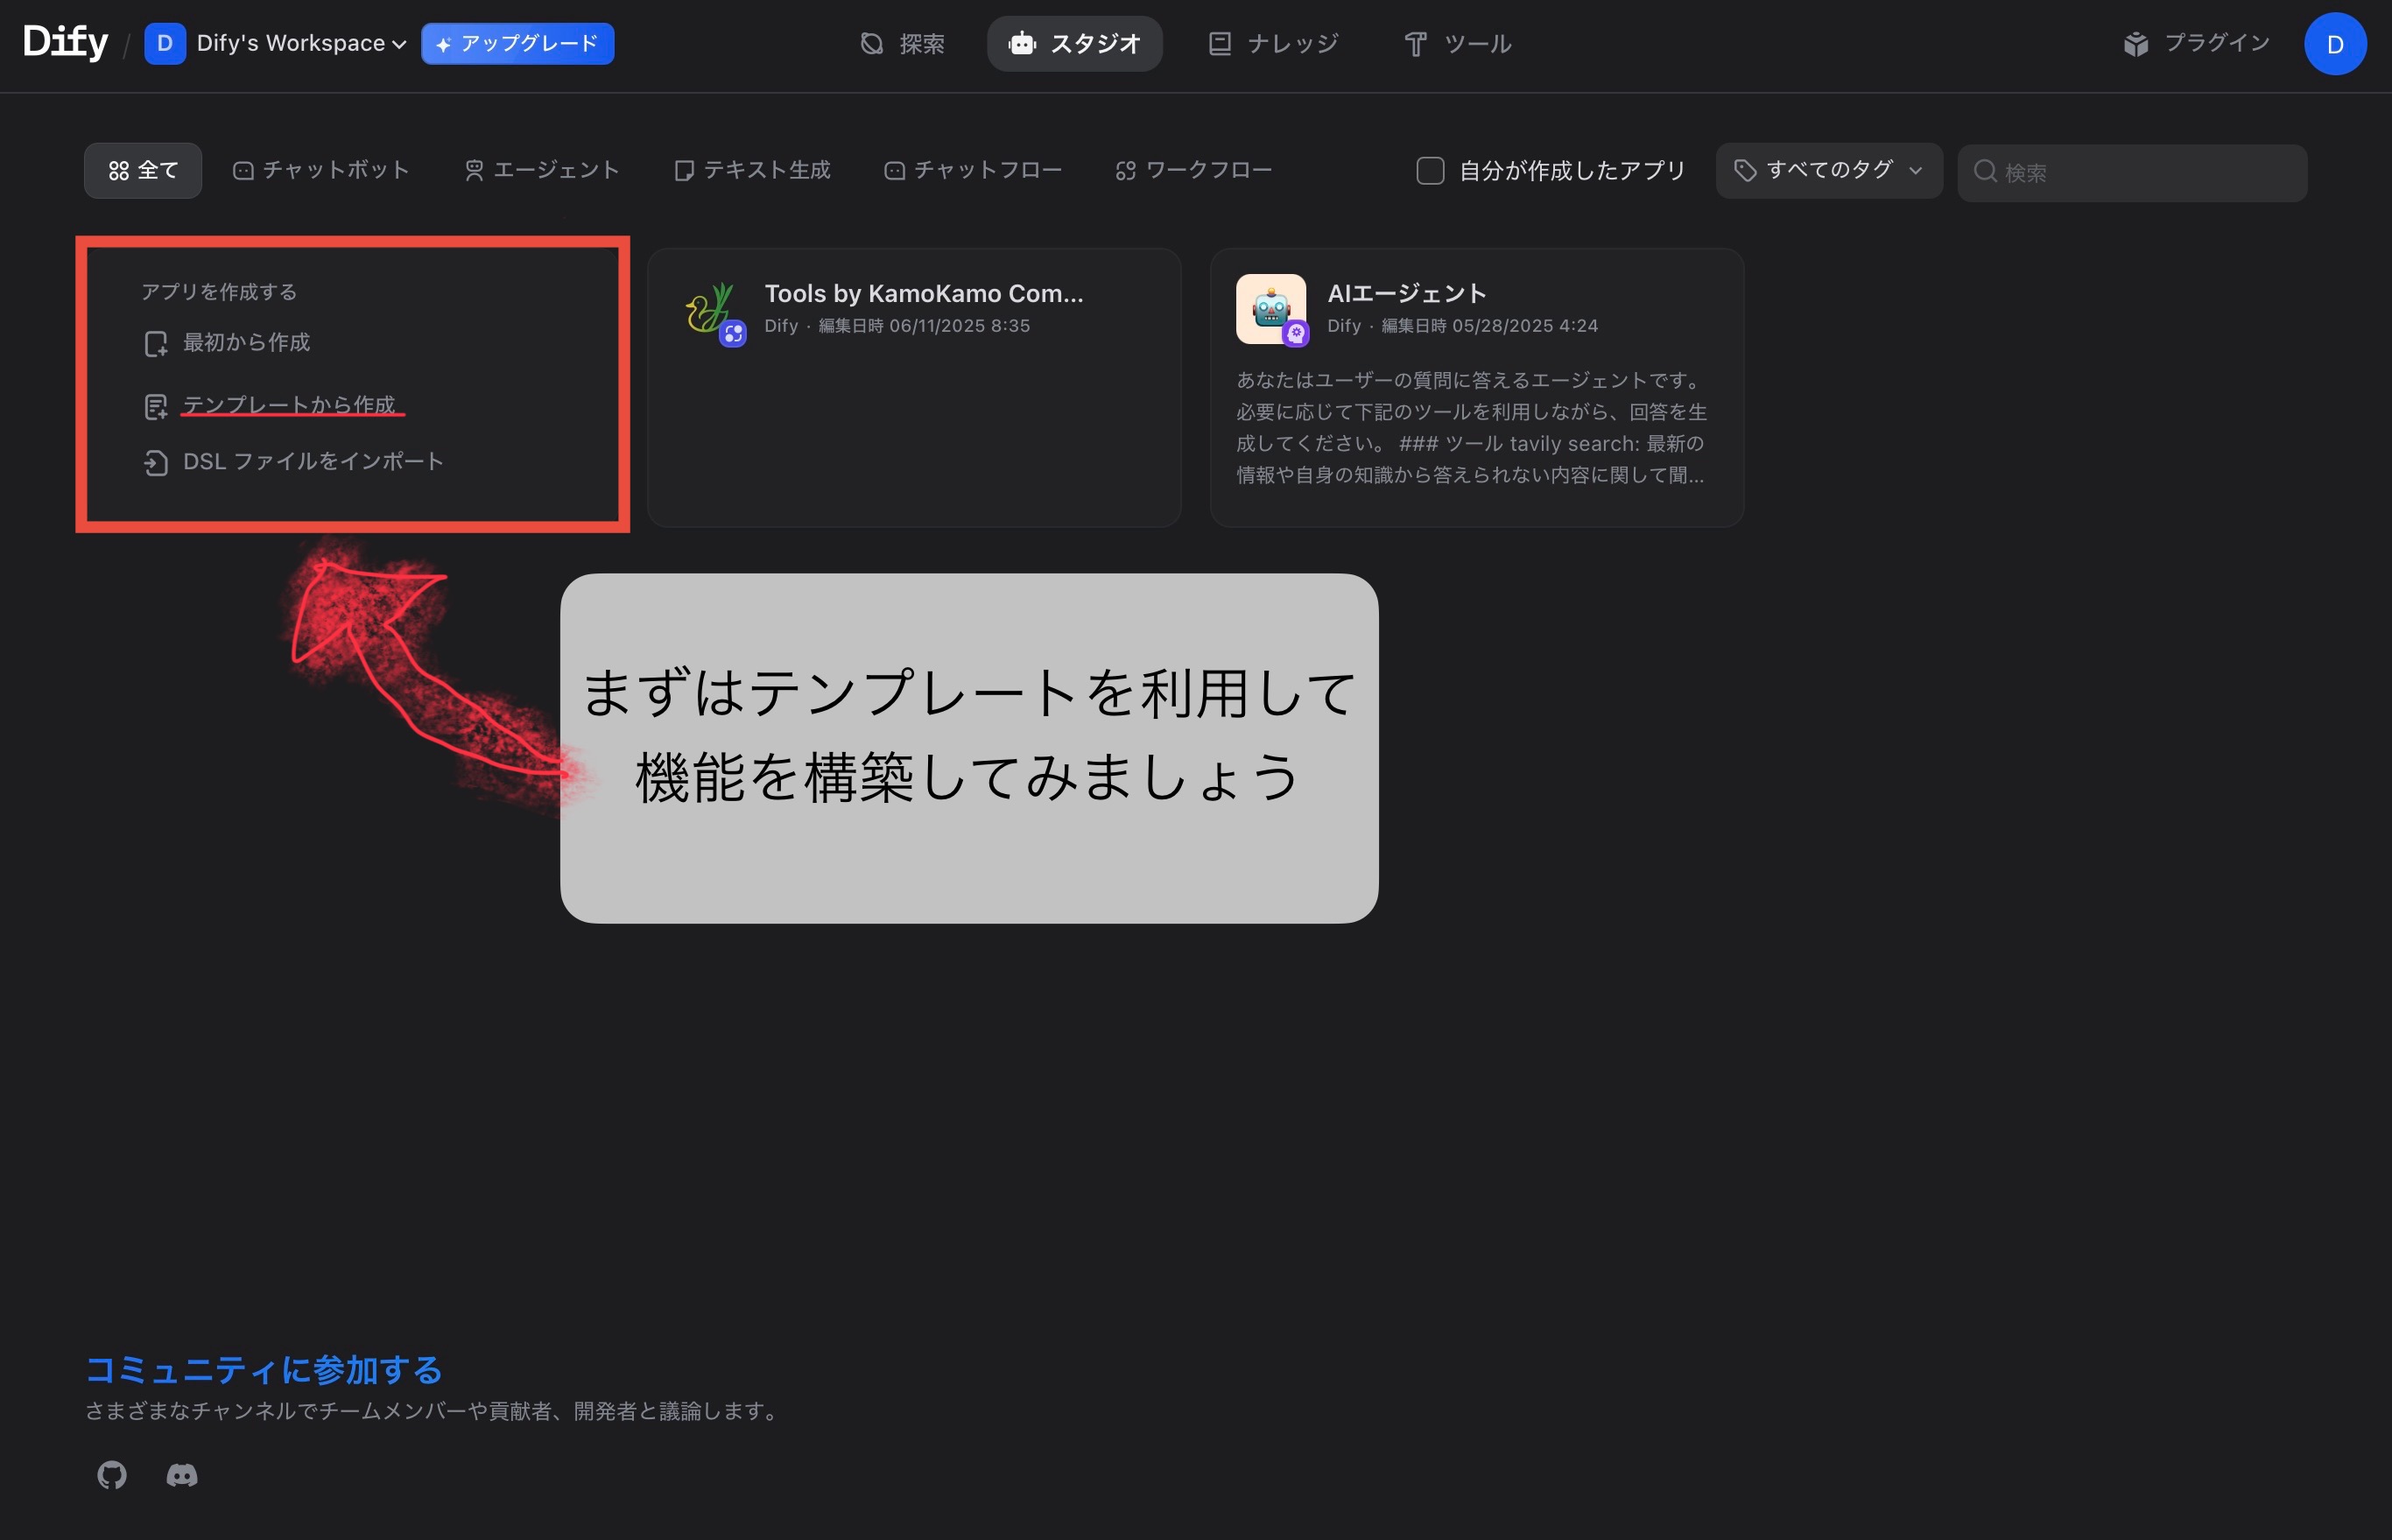 Dify / D Dify's Workspace アップグレード 探索 スタジオ ナレッジ ツール プラグイン D
全て チャットボット エージェント テキスト生成 チャットフロー ワークフロー 自分が作成したアプリ すべてのタグ 検索
アプリを作成する
最初から作成
テンプレートから作成
DSL ファイルをインポート
Tools by KamoKamo Com...
Dify · 編集日時 06/11/2025 8:35
AIエージェント
Dify · 編集日時 05/28/2025 4:24
あなたはユーザーの質問に答えるエージェントです。
必要に応じて下記のツールを利用しながら、回答を生
成してください。 ### ツール tavily search: 最新の
情報や自身の知識から答えられない内容に関して聞...
まずはテンプレートを利用して
機能を構築してみましょう
コミュニティに参加する
さまざまなチャンネルでチームメンバーや貢献者、開発者と議論します。